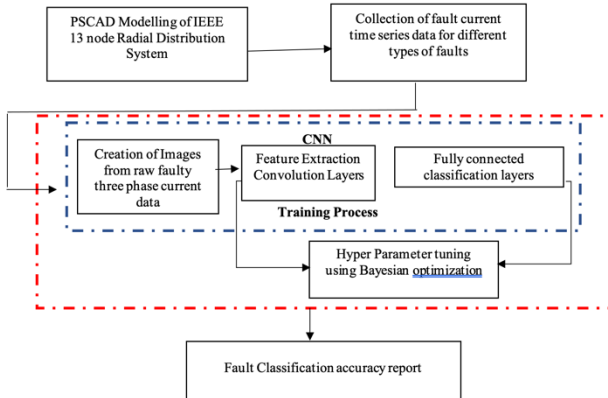 PSCAD Modelling of IEEE
13 node Radial Distribution
System
Collection of fault current
time series data for different
types of faults
CNN
Creation of Images
from raw faulty
three phase current
data
Feature Extraction
Convolution Layers
Fully connected
classification layers
Training Process
Hyper Parameter tuning
using Bayesian optimization
Fault Classification accuracy report